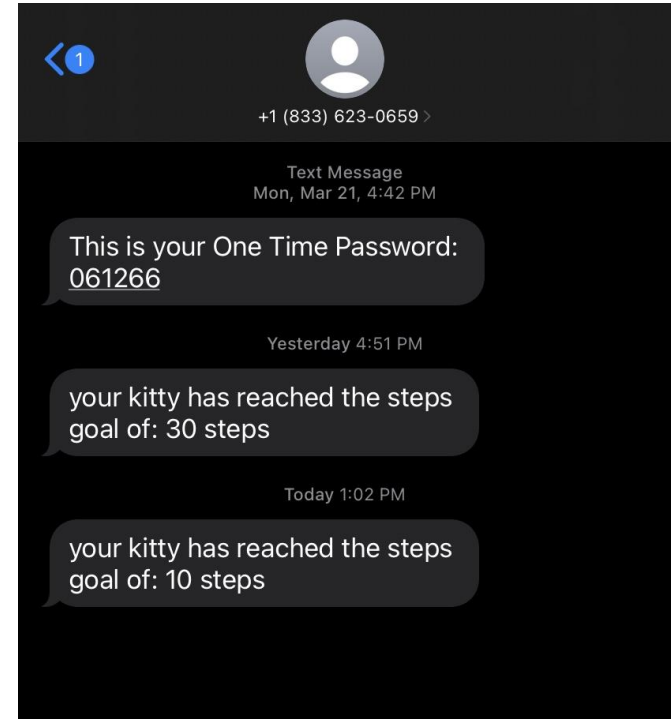 1
+1 (833) 623-0659
Text Message
Mon, Mar 21, 4:42 PM
This is your One Time Password:
061266
Yesterday 4:51 PM
your kitty has reached the steps
goal of: 30 steps
Today 1:02 PM
your kitty has reached the steps
goal of: 10 steps